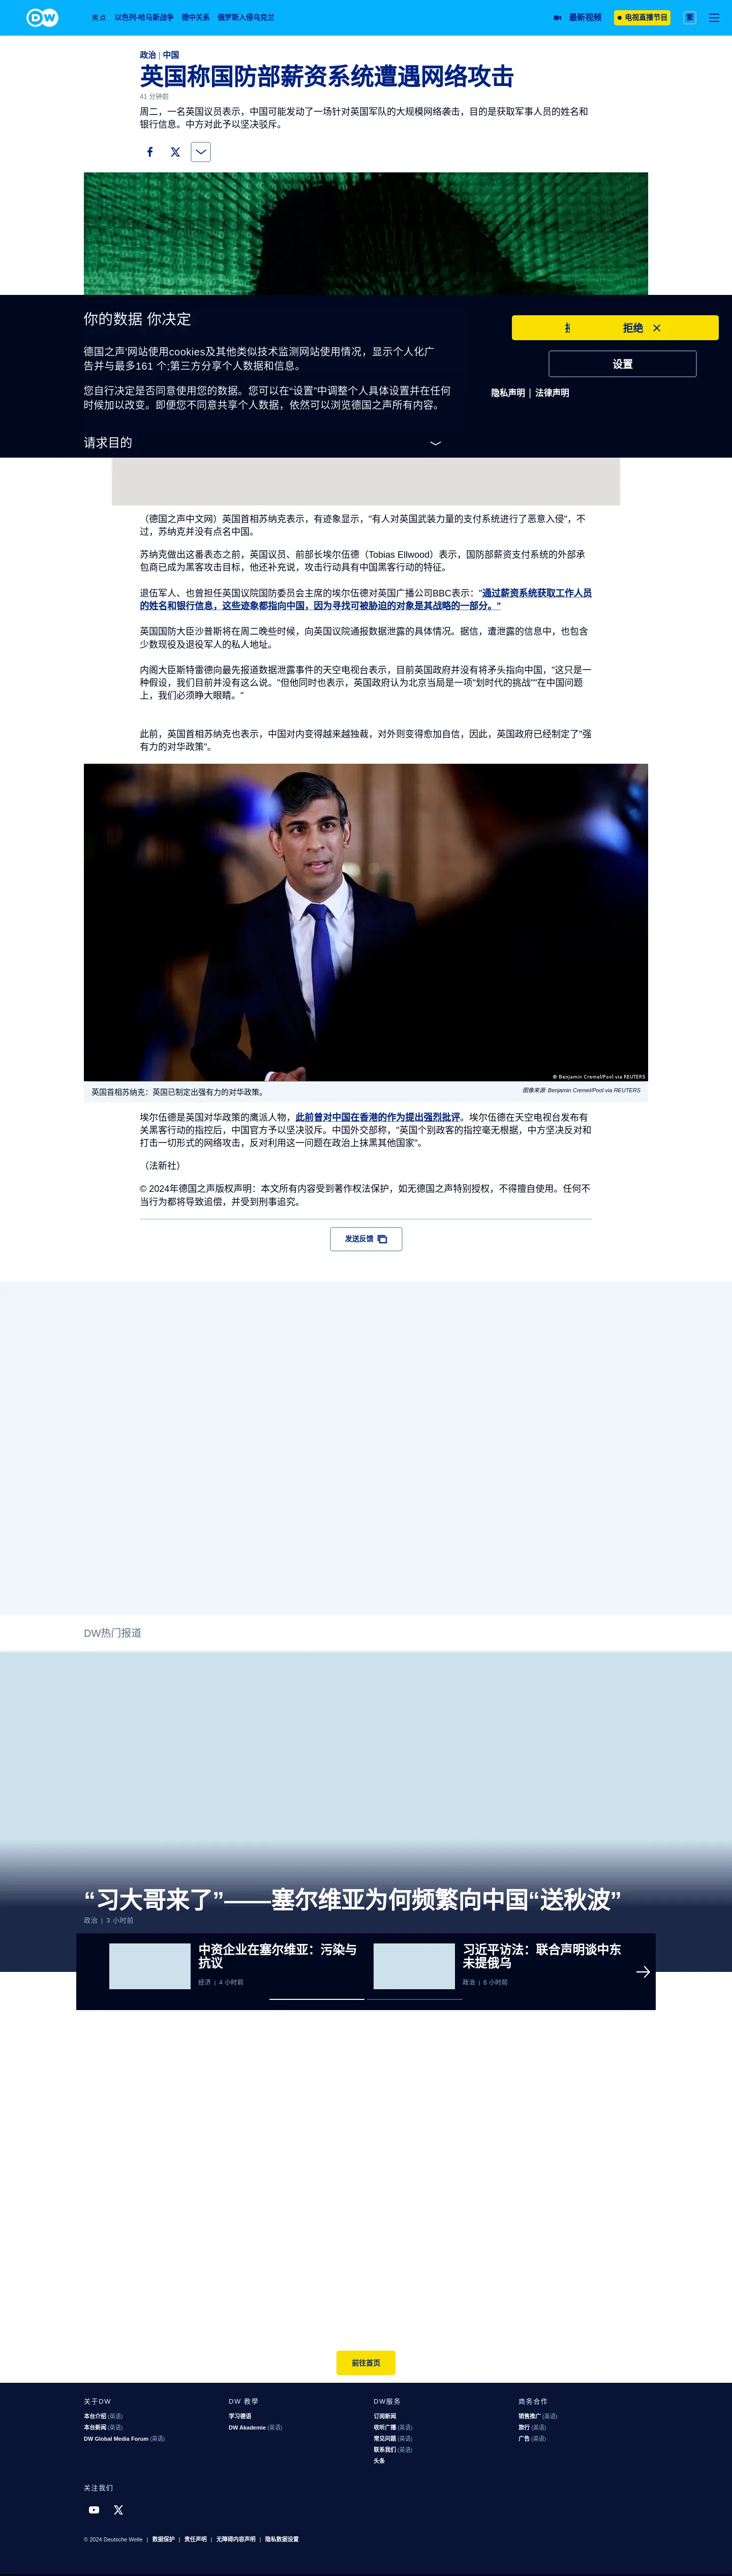 DW
焦点
以色列-哈马斯战争
德中关系
俄罗斯入侵乌克兰
最新视频
电视直播节目
繁
政治 | 中国
英国称国防部薪资系统遭遇网络攻击
41 分钟前
周二，一名英国议员表示，中国可能发动了一场针对英国军队的大规模网络袭击，目的是获取军事人员的姓名和
银行信息。中方对此予以坚决驳斥。
你的数据 你决定
拒绝
德国之声'网站使用cookies及其他类似技术监测网站使用情况，显示个人化广
告并与最多161 个;第三方分享个人数据和信息。
设置
您自行决定是否同意使用您的数据。您可以在“设置”中调整个人具体设置并在任何
时候加以改变。即便您不同意共享个人数据，依然可以浏览德国之声所有内容。
隐私声明 | 法律声明
请求目的
（德国之声中文网）英国首相苏纳克表示，有迹象显示，"有人对英国武装力量的支付系统进行了恶意入侵"，不
过，苏纳克并没有点名中国。
苏纳克做出这番表态之前，英国议员、前部长埃尔伍德（Tobias Ellwood）表示，国防部薪资支付系统的外部承
包商已成为黑客攻击目标，他还补充说，攻击行动具有中国黑客行动的特征。
退伍军人、也曾担任英国议院国防委员会主席的埃尔伍德对英国广播公司BBC表示："通过薪资系统获取工作人员
的姓名和银行信息，这些迹象都指向中国，因为寻找可被胁迫的对象是其战略的一部分。"
英国国防大臣沙普斯将在周二晚些时候，向英国议院通报数据泄露的具体情况。据信，遭泄露的信息中，也包含
少数现役及退役军人的私人地址。
内阁大臣斯特雷德向最先报道数据泄露事件的天空电视台表示，目前英国政府并没有将矛头指向中国，"这只是一
种假设，我们目前并没有这么说。"但他同时也表示，英国政府认为北京当局是一项"划时代的挑战""在中国问题
上，我们必须睁大眼睛。"
此前，英国首相苏纳克也表示，中国对内变得越来越独裁，对外则变得愈加自信，因此，英国政府已经制定了"强
有力的对华政策"。
© Benjamin Cremel/Pool via REUTERS
英国首相苏纳克：英国已制定出强有力的对华政策。
图像来源: Benjamin Cremel/Pool via REUTERS
埃尔伍德是英国对华政策的鹰派人物，此前曾对中国在香港的作为提出强烈批评。埃尔伍德在天空电视台发布有
关黑客行动的指控后，中国官方予以坚决驳斥。中国外交部称，"英国个别政客的指控毫无根据，中方坚决反对和
打击一切形式的网络攻击，反对利用这一问题在政治上抹黑其他国家"。
（法新社）
© 2024年德国之声版权声明：本文所有内容受到著作权法保护，如无德国之声特别授权，不得擅自使用。任何不
当行为都将导致追偿，并受到刑事追究。
发送反馈
DW热门报道
“习大哥来了”——塞尔维亚为何频繁向中国“送秋波”
政治 | 3 小时前
中资企业在塞尔维亚：污染与
抗议
经济 | 4 小时前
习近平访法：联合声明谈中东
未提俄乌
政治 | 6 小时前
前往首页
关于DW
本台介绍 (英语)
本台新闻 (英语)
DW Global Media Forum (英语)
DW 教學
学习德语
DW Akademie (英语)
DW服务
订阅新闻
收听广播 (英语)
常见问题 (英语)
联系我们 (英语)
头条
商务合作
销售推广 (英语)
旅行 (英语)
广告 (英语)
关注我们
© 2024 Deutsche Welle | 数据保护 | 责任声明 | 无障碍内容声明 | 隐私数据设置